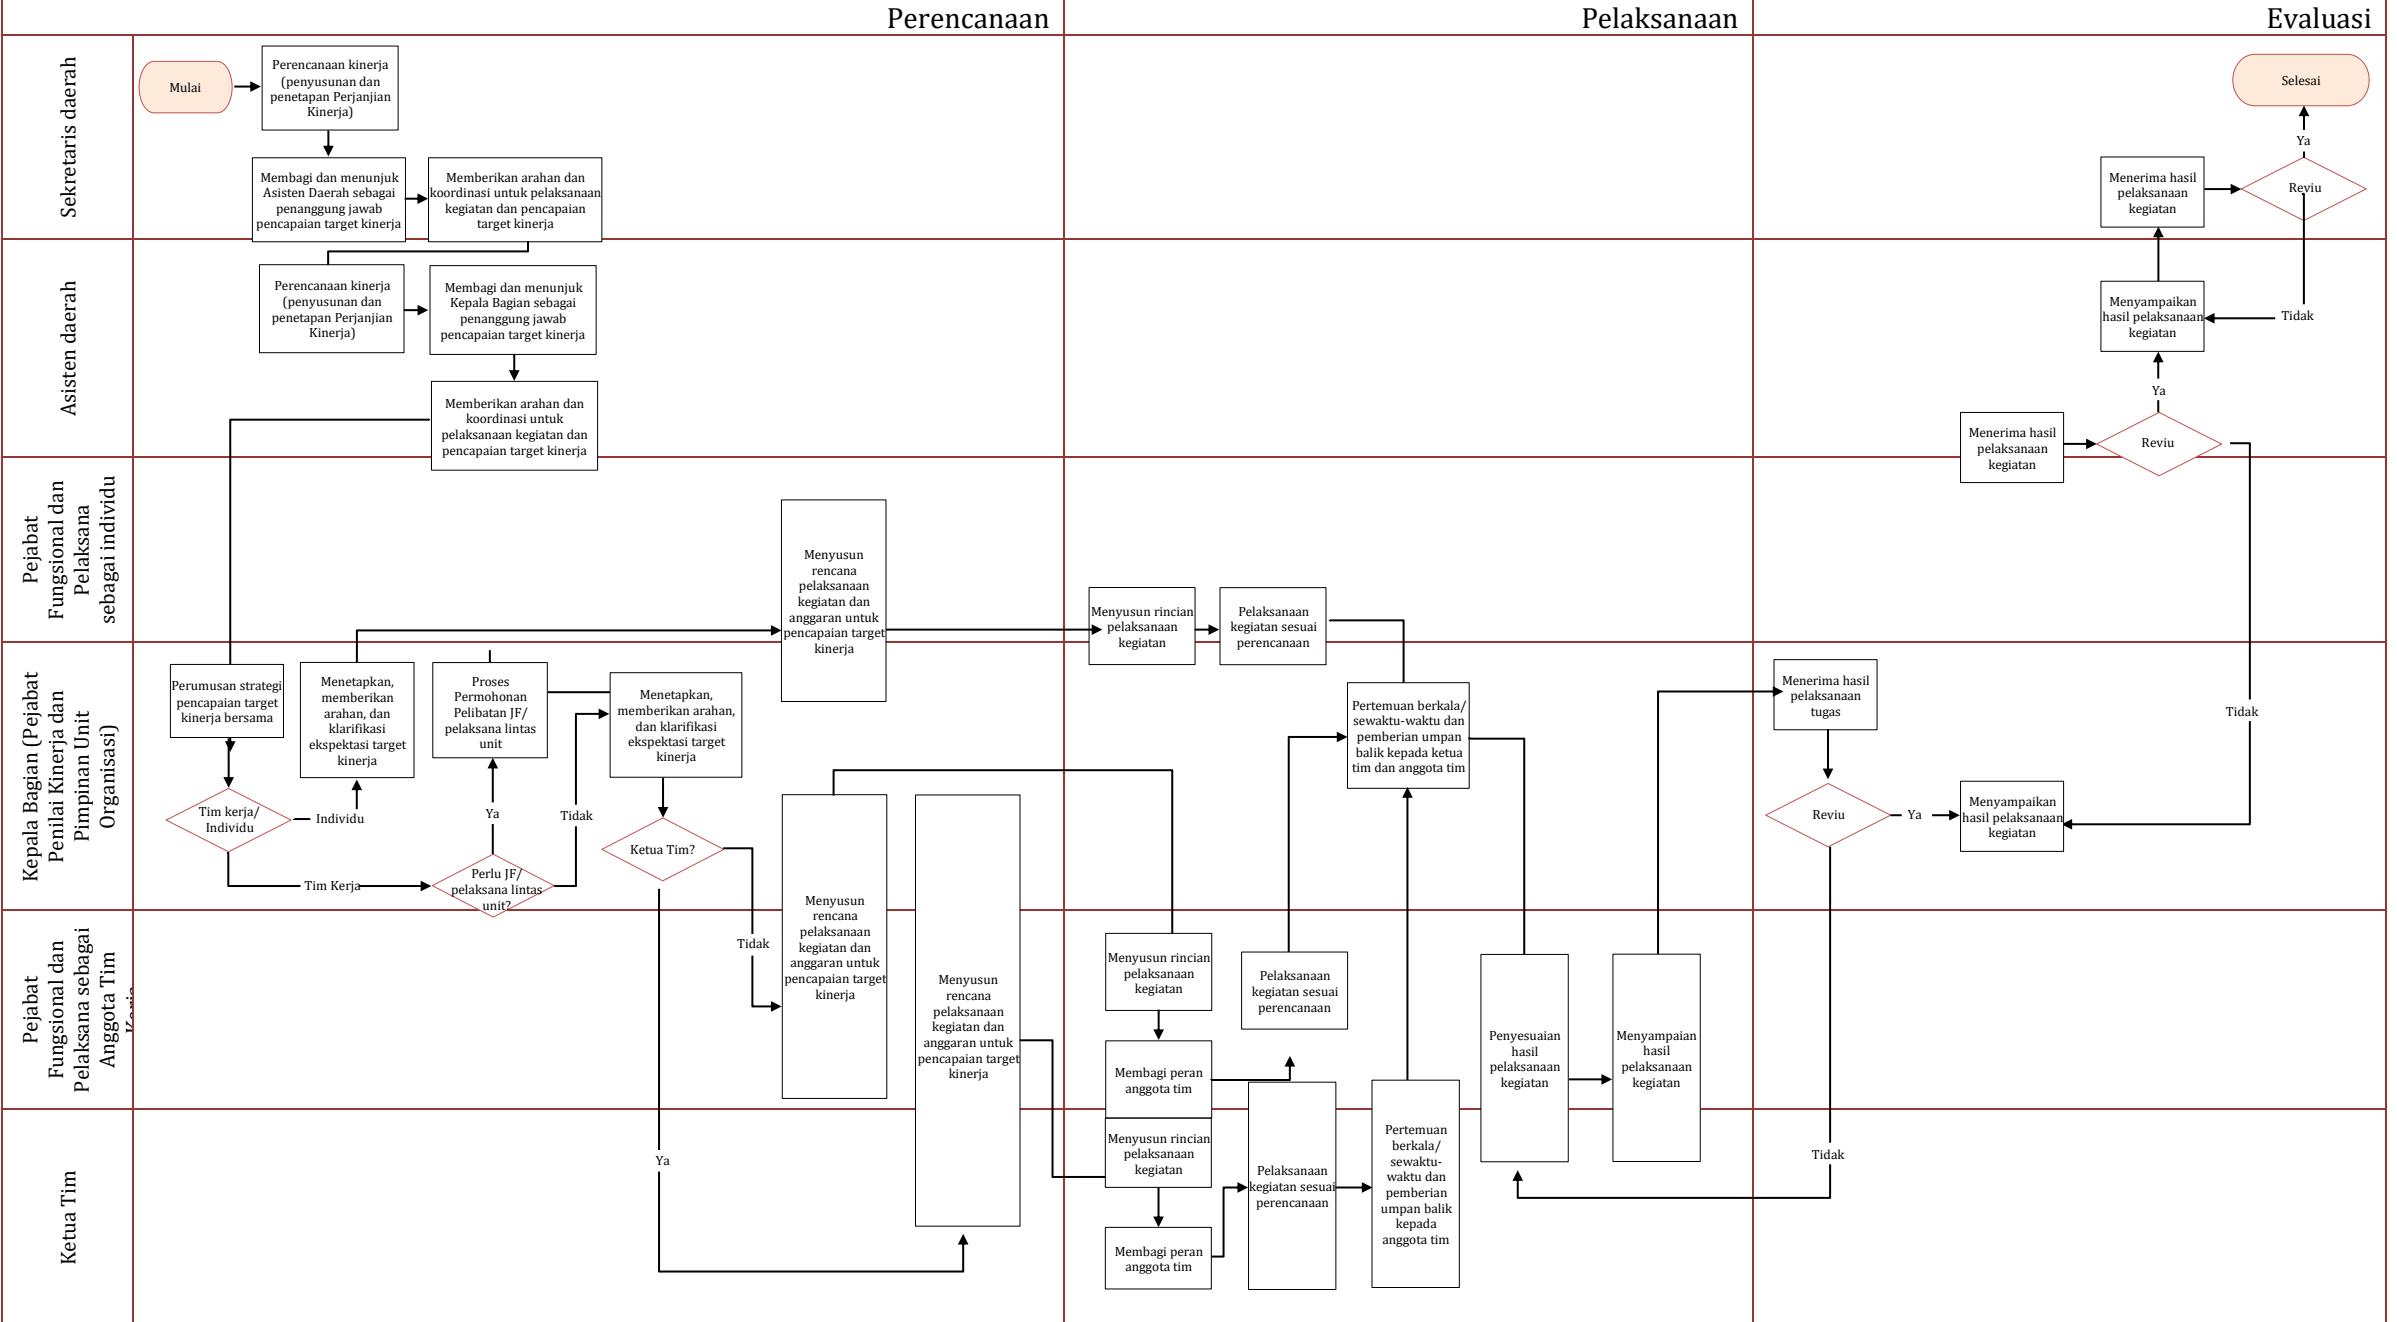 Perencanaan
Pelaksanaan
Evaluasi
Sekretaris daerah
Mulai
Perencanaan kinerja
(penyusunan dan
penetapan Perjanjian
Kinerja)
Membagi dan menunjuk
Asisten Daerah sebagai
penanggung jawab
pencapaian target kinerja
Memberikan arahan dan
koordinasi untuk pelaksanaan
kegiatan dan pencapaian
target kinerja
Selesai
Ya
Menerima hasil
pelaksanaan
kegiatan
Reviu
Asisten daerah
Perencanaan kinerja
(penyusunan dan
penetapan Perjanjian
Kinerja)
Membagi dan menunjuk
Kepala Bagian sebagai
penanggung jawab
pencapaian target kinerja
Memberikan arahan dan
koordinasi untuk
pelaksanaan kegiatan dan
pencapaian target kinerja
Menyampaikan
hasil pelaksanaan
kegiatan
Tidak
Ya
Menerima hasil
pelaksanaan
kegiatan
Reviu
Pejabat
Fungsional dan
Pelaksana
sebagai individu
Menyusun
rencana
pelaksanaan
kegiatan dan
anggaran untuk
pencapaian target
kinerja
Menyusun rincian
pelaksanaan
kegiatan
Pelaksanaan
kegiatan sesuai
perencanaan
Kepala Bagian (Pejabat
Penilai Kinerja dan
Pimpinan Unit
Organisasi)
Perumusan strategi
pencapaian target
kinerja bersama
Menetapkan,
memberikan
arahan, dan
klarifikasi
ekspektasi target
kinerja
Proses
Permohonan
Pelibatan JF/
pelaksana lintas
unit
Menetapkan,
memberikan arahan,
dan klarifikasi
ekspektasi target
kinerja
Tim kerja/
Individu
Individu
Ya
Tidak
Tim Kerja
Perlu JF/
pelaksana lintas
unit?
Ketua Tim?
Pertemuan berkala/
sewaktu-waktu dan
pemberian umpan
balik kepada ketua
tim dan anggota tim
Menerima hasil
pelaksanaan
tugas
Reviu
Ya
Menyampaikan
hasil pelaksanaan
kegiatan
Tidak
Pejabat
Fungsional dan
Pelaksana sebagai
Anggota Tim
Kerja
Tidak
Menyusun
rencana
pelaksanaan
kegiatan dan
anggaran untuk
pencapaian target
kinerja
Menyusun
rencana
pelaksanaan
kegiatan dan
anggaran untuk
pencapaian target
kinerja
Menyusun rincian
pelaksanaan
kegiatan
Membagi peran
anggota tim
Pelaksanaan
kegiatan sesuai
perencanaan
Penyesuaian
hasil
pelaksanaan
kegiatan
Menyampaian
hasil
pelaksanaan
kegiatan
Ketua Tim
Ya
Menyusun rincian
pelaksanaan
kegiatan
Membagi peran
anggota tim
Pelaksanaan
kegiatan sesuai
perencanaan
Pertemuan
berkala/
sewaktu-
waktu dan
pemberian
umpan balik
kepada
anggota tim
Tidak